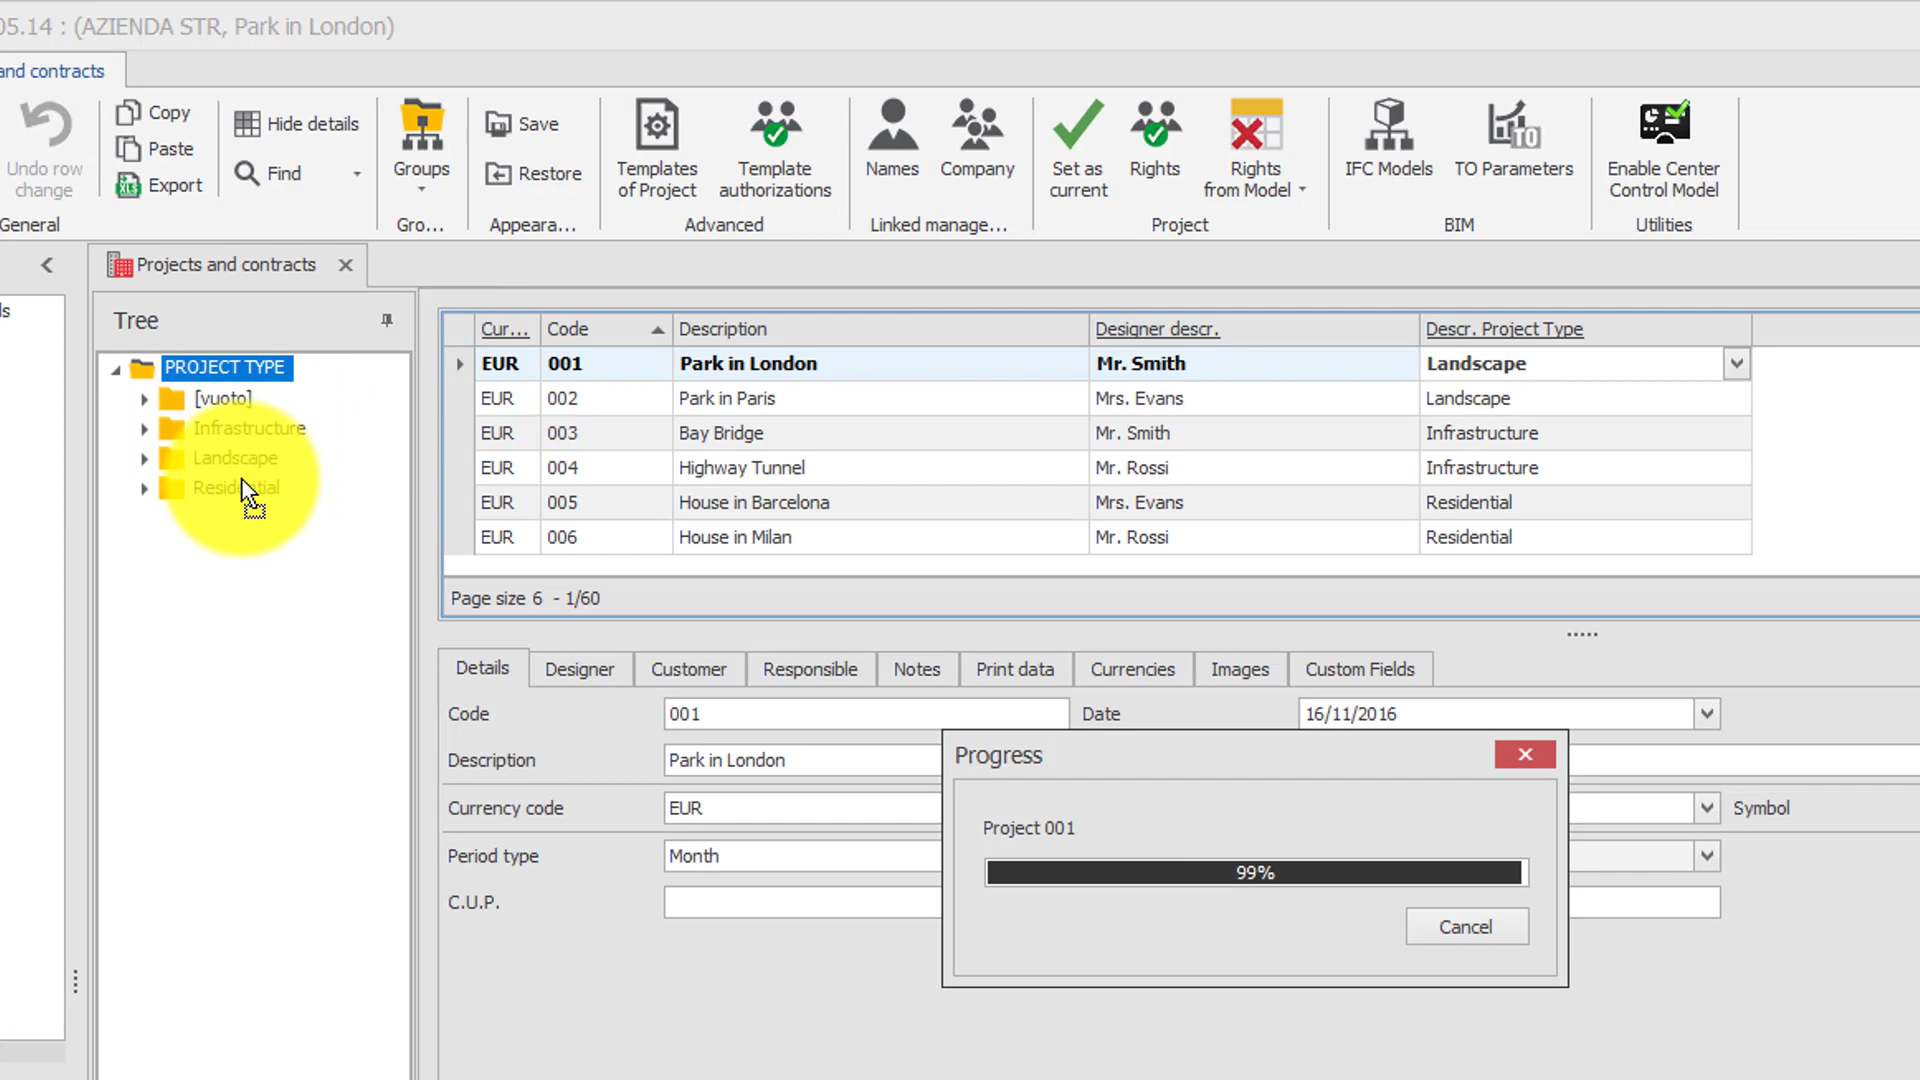 05.14 : (AZIENDA STR, Park in London)
and contracts
Undo row change
Copy
Paste
Export
General
Hide details
Find
Groups
Gro...
Save
Restore
Appeara...
Templates of Project
Template authorizations
Advanced
Names
Company
Linked manage...
Set as current
Rights
Rights from Model
Project
IFC Models
TO
TO Parameters
BIM
Enable Center Control Model
Utilities
Projects and contracts
Tree
PROJECT TYPE
[vuoto]
Infrastructure
Landscape
Residential
Cur... Code Description Designer descr. Descr. Project Type
EUR 001 Park in London Mr. Smith Landscape
EUR 002 Park in Paris Mrs. Evans Landscape
EUR 003 Bay Bridge Mr. Smith Infrastructure
EUR 004 Highway Tunnel Mr. Rossi Infrastructure
EUR 005 House in Barcelona Mrs. Evans Residential
EUR 006 House in Milan Mr. Rossi Residential
Page size 6 - 1/60
Details Designer Customer Responsible Notes Print data Currencies Images Custom Fields
Code 001 Date 16/11/2016
Description Park in London
Currency code EUR Symbol
Period type Month
C.U.P.
Progress
Project 001
99%
Cancel